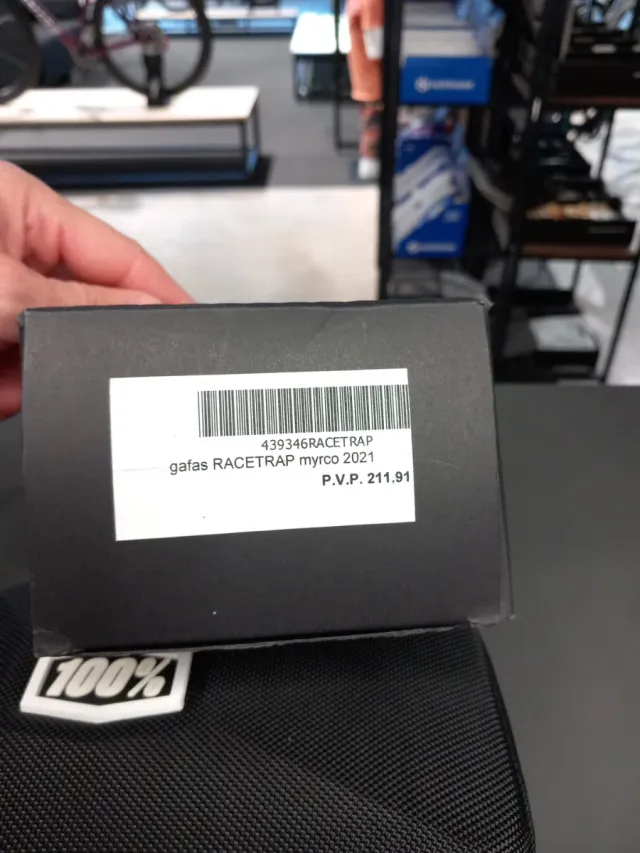 439346RACETRAP
gafas RACETRAP myrco 2021
P.V.P. 211.91
100%